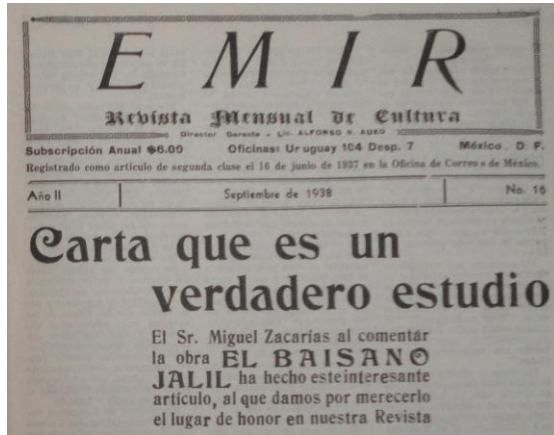 EMIR
Revista Mensual de Cultura
Director Gerente - Lic. ALFONSO N. AUED
Subscripción Anual $6.00 Oficinas: Uruguay 104 Desp. 7 México. D. F.
Registrado como artículo de segunda clase el 16 de junio de 1937 en la Oficina de Correos de México.
Año II Septiembre de 1938 No. 16
Carta que es un
verdadero estudio
El Sr. Miguel Zacarías al comentar
la obra EL BAISANO
JALIL ha hecho este interesante
artículo, al que damos por merecerlo
el lugar de honor en nuestra Revista